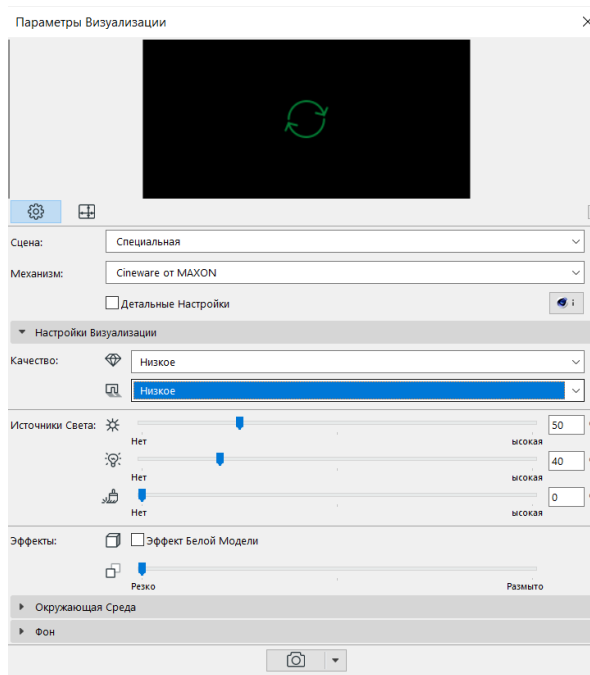 Параметры Визуализации
Сцена: Специальная
Механизм: Cineware от MAXON
Детальные Настройки
Настройки Визуализации
Качество: Низкое
Низкое
Источники Света: 50
Нет ысокая
40
Нет ысокая
0
Нет ысокая
Эффекты: Эффект Белой Модели
Резко Размыто
Окружающая Среда
Фон